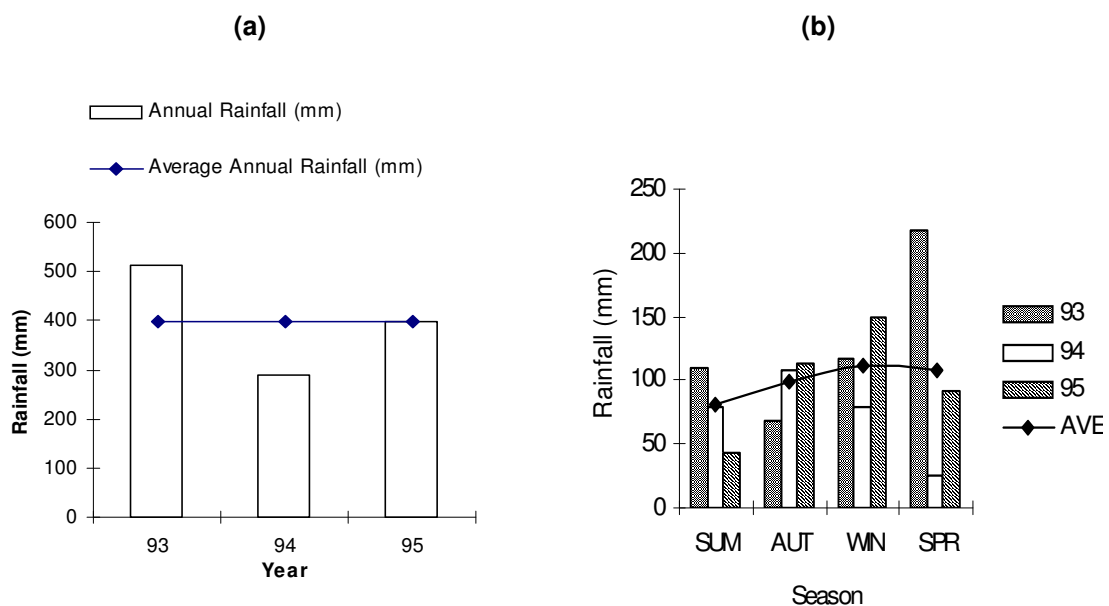 (a)
Annual Rainfall (mm)
Average Annual Rainfall (mm)
Rainfall (mm)
600
500
400
300
200
100
0
93
94
95
Year
(b)
Rainfall (mm)
250
200
150
100
50
0
SUM
AUT
WIN
SPR
Season
93
94
95
AVE